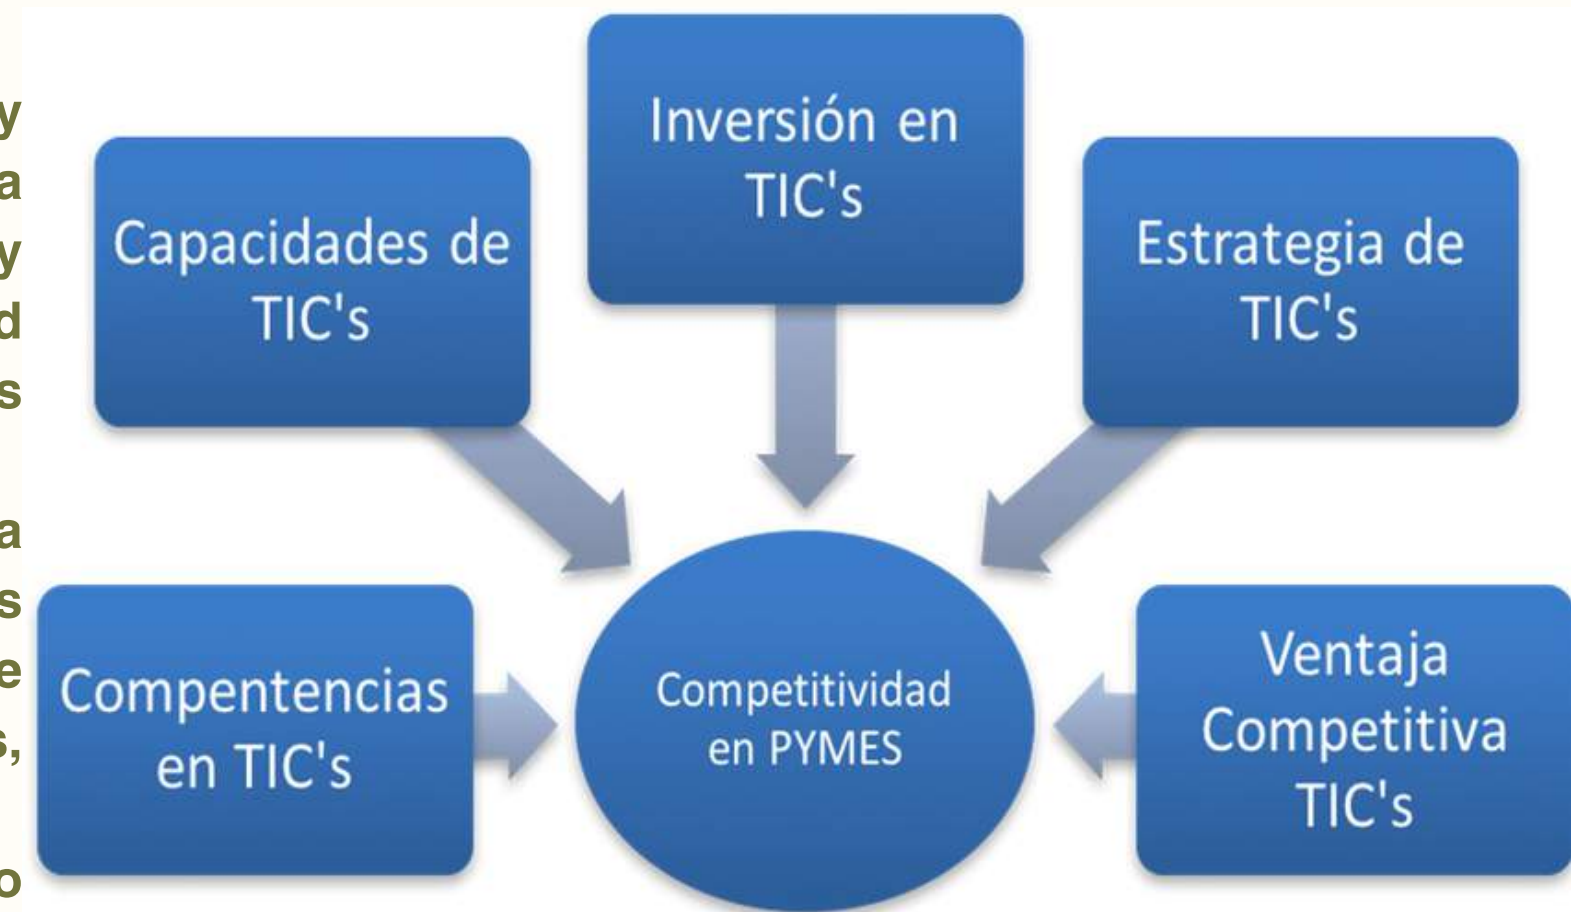 Inversión en
TIC's
Capacidades de
TIC's
Estrategia de
TIC's
Compentencias
en TIC's
Competitividad
en PYMES
Ventaja
Competitiva
TIC's
y
a
y
d
s
a
s
e
s,
o